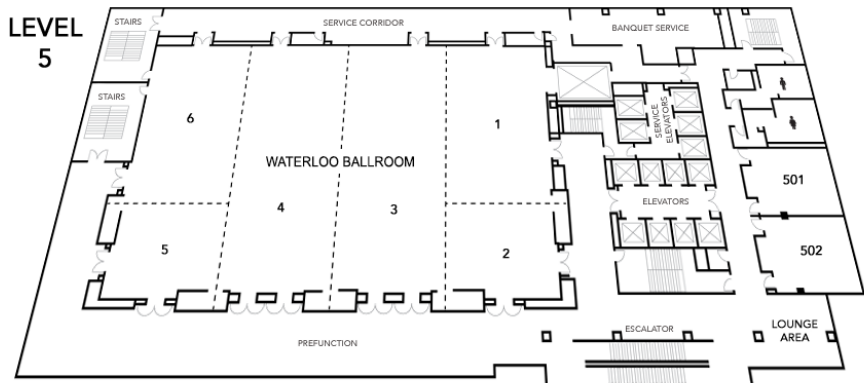 LEVEL
5
STAIRS
SERVICE CORRIDOR
BANQUET SERVICE
STAIRS
6
1
SERVICE
ELEVATORS
WATERLOO BALLROOM
501
ELEVATORS
4
3
5
2
502
PREFUNCTION
ESCALATOR
LOUNGE
AREA